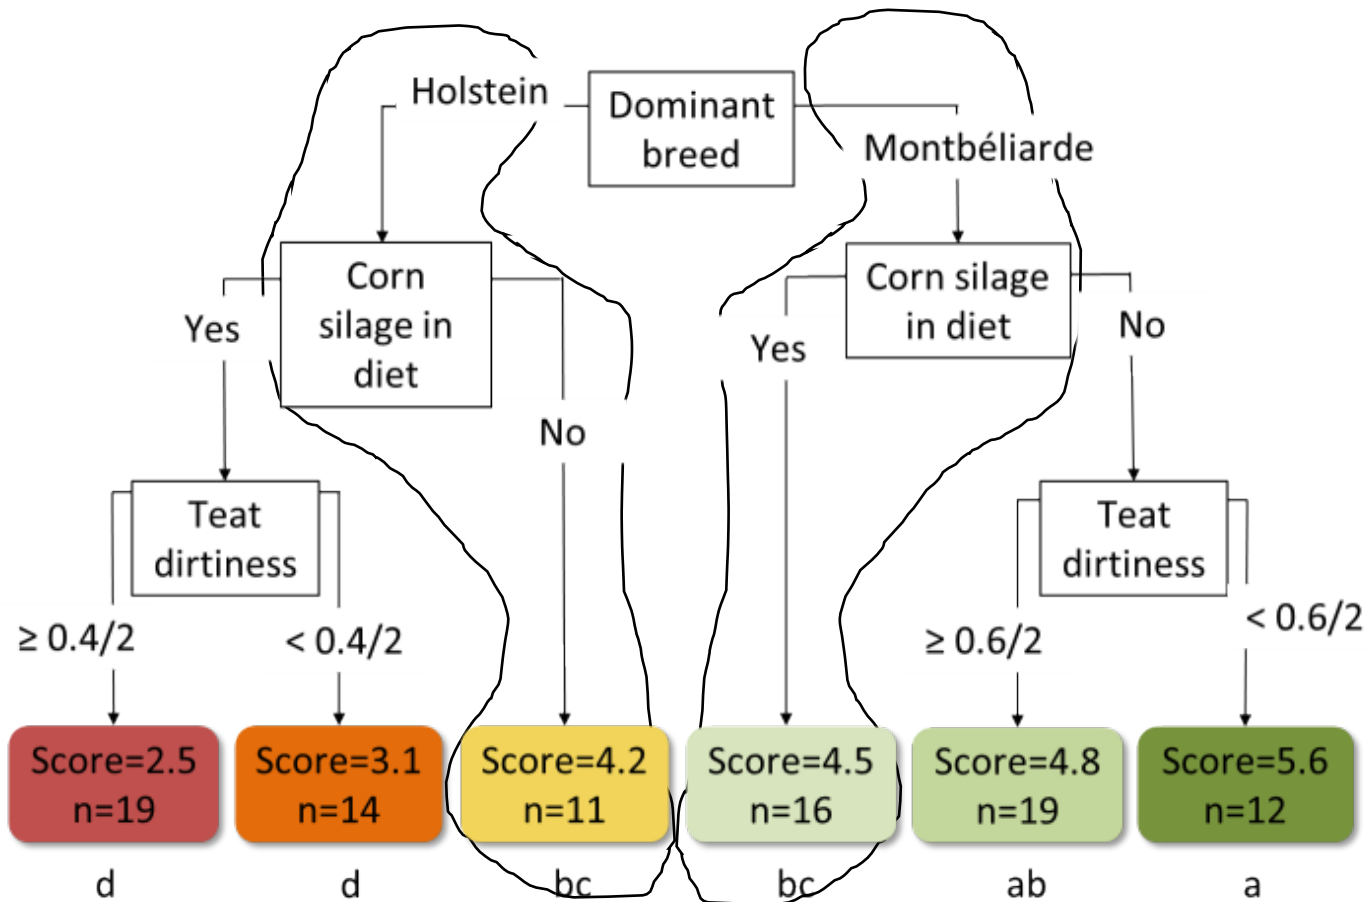 Holstein
Dominant
breed
Montbéliarde
Corn
silage in
diet
Corn silage
in diet
Yes
No
Yes
No
Teat
dirtiness
Teat
dirtiness
≥ 0.4/2
< 0.4/2
≥ 0.6/2
< 0.6/2
Score=2.5
n=19
Score=3.1
n=14
Score=4.2
n=11
Score=4.5
n=16
Score=4.8
n=19
Score=5.6
n=12
d
d
bc
bc
ab
a